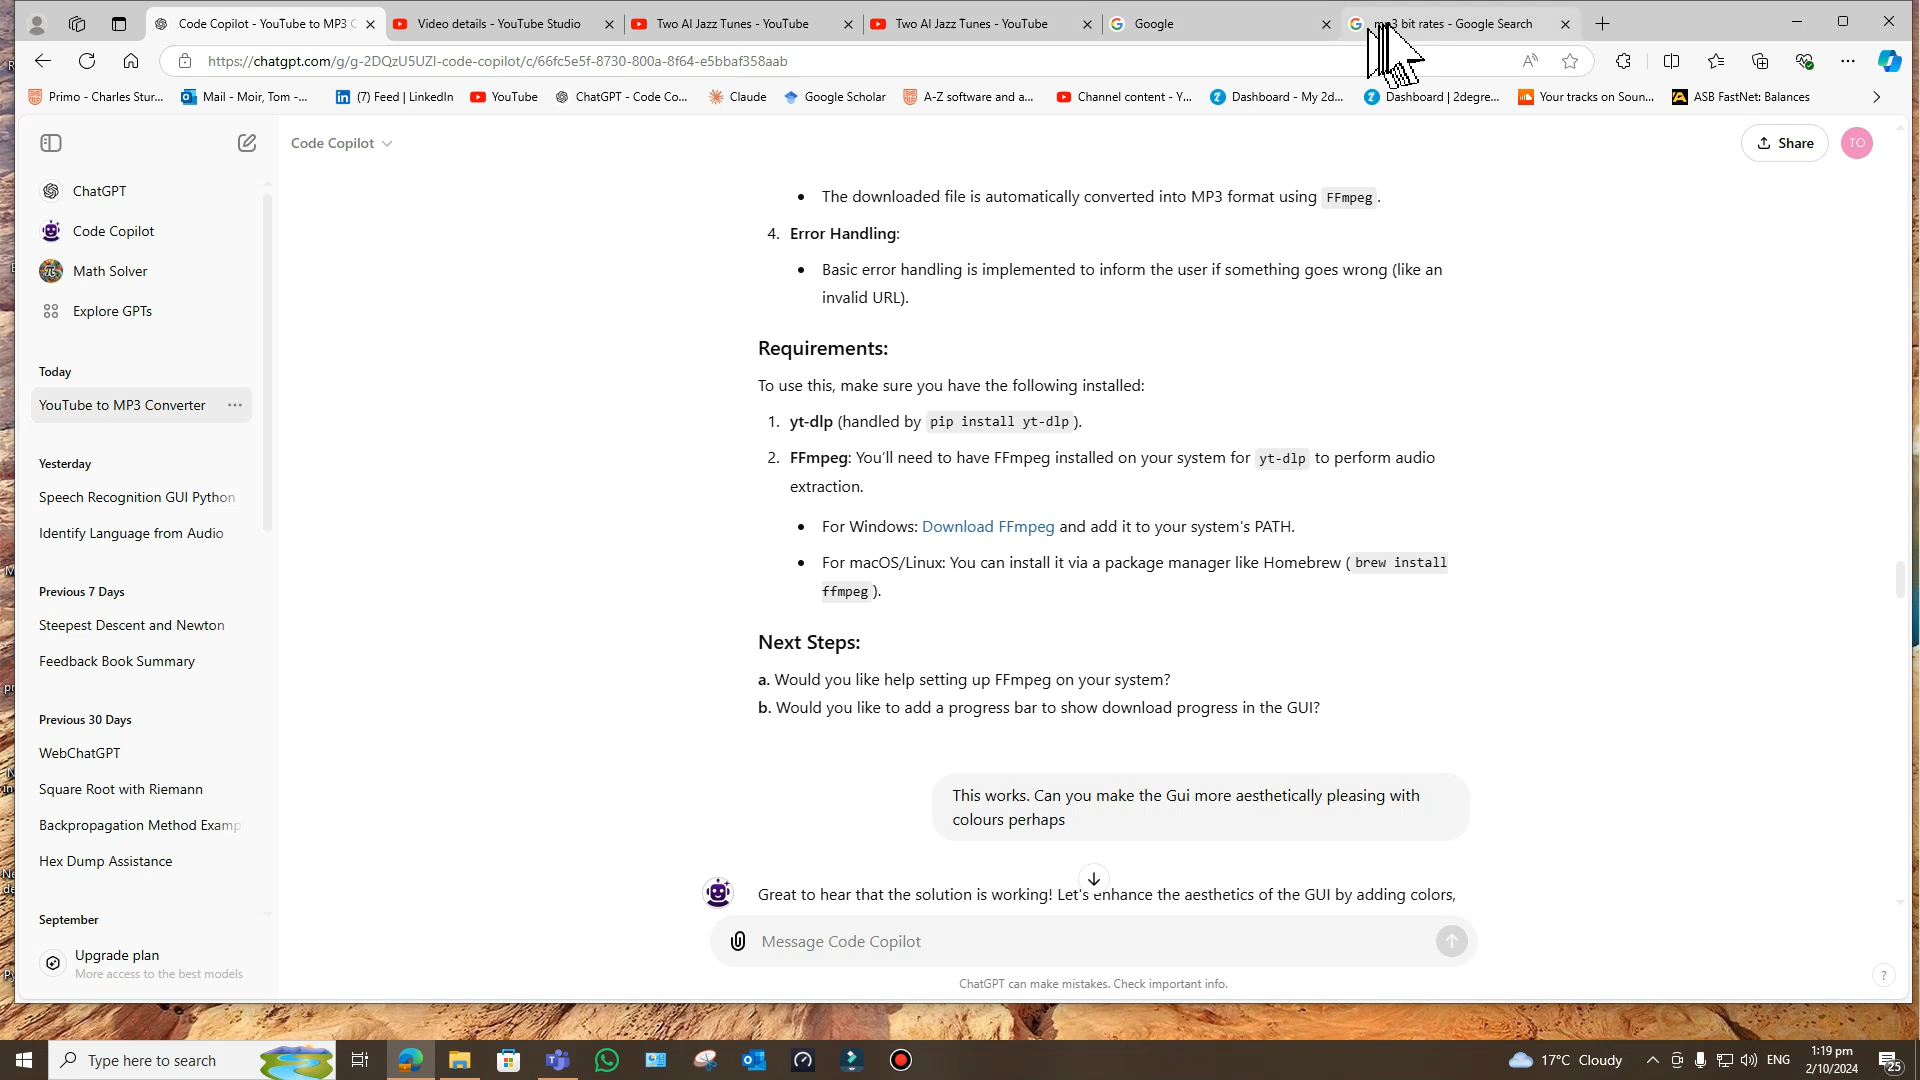 Code Copilot - YouTube to MP3 C
Video details - YouTube Studio
Two AI Jazz Tunes - YouTube
Two AI Jazz Tunes - YouTube
Google
mp3 bit rates - Google Search
https://chatgpt.com/g/g-2DQzU5UZl-code-copilot/c/66fc5e5f-8730-800a-8f64-e5bbaf358aab
Primo - Charles Stur...
Mail - Moir, Tom -...
(7) Feed | LinkedIn
YouTube
ChatGPT - Code Co...
Claude
Google Scholar
A-Z software and a...
Channel content - Y...
Dashboard - My 2d...
Dashboard | 2degre...
Your tracks on Soun...
ASB FastNet: Balances
Code Copilot
Share
TO
ChatGPT
Code Copilot
Math Solver
Explore GPTs
Today
YouTube to MP3 Converter
Yesterday
Speech Recognition GUI Python
Identify Language from Audio
Previous 7 Days
Steepest Descent and Newton
Feedback Book Summary
Previous 30 Days
WebChatGPT
Square Root with Riemann
Backpropagation Method Examp
Hex Dump Assistance
September
Upgrade plan
More access to the best models
• The downloaded file is automatically converted into MP3 format using FFmpeg.
4. Error Handling:
• Basic error handling is implemented to inform the user if something goes wrong (like an
invalid URL).
Requirements:
To use this, make sure you have the following installed:
1. yt-dlp (handled by pip install yt-dlp).
2. FFmpeg: You'll need to have FFmpeg installed on your system for yt-dlp to perform audio
extraction.
• For Windows: Download FFmpeg and add it to your system's PATH.
• For macOS/Linux: You can install it via a package manager like Homebrew (brew install
ffmpeg).
Next Steps:
a. Would you like help setting up FFmpeg on your system?
b. Would you like to add a progress bar to show download progress in the GUI?
This works. Can you make the Gui more aesthetically pleasing with
colours perhaps
Great to hear that the solution is working! Let's enhance the aesthetics of the GUI by adding colors,
Message Code Copilot
ChatGPT can make mistakes. Check important info.
?
Type here to search
17°C Cloudy
ENG
1:19 pm
2/10/2024
25